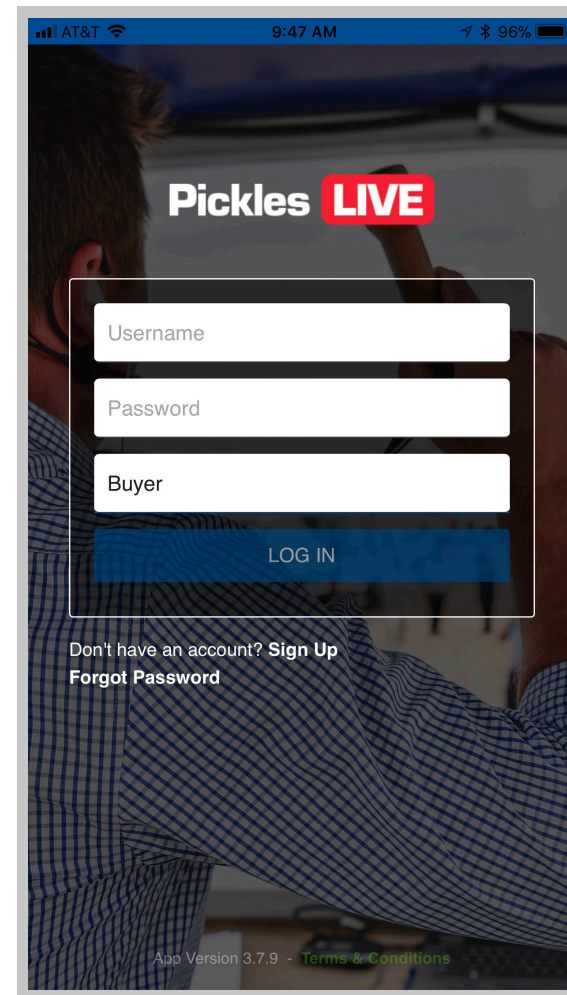 AT&T 9:47 AM 96%
Pickles LIVE
Username
Password
Buyer
LOG IN
Don't have an account? Sign Up
Forgot Password
App Version 3.7.9 - Terms & Conditions